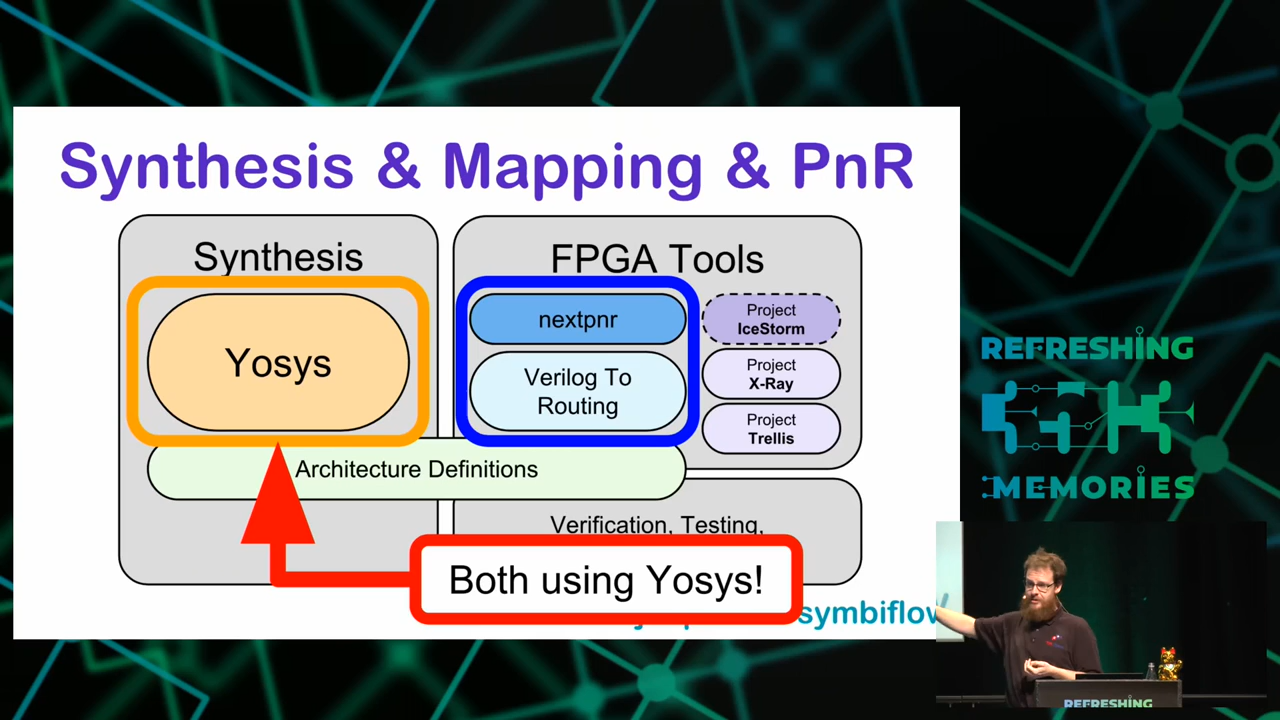 Synthesis & Mapping & PnR
Synthesis
FPGA Tools
Yosys
nextpnr
Verilog To
Routing
Project
IceStorm
Project
X-Ray
Project
Trellis
Architecture Definitions
Verification, Testing,
Both using Yosys!
symbiflow
REFRESHING
35C3
MEMORIES
REFRESHING